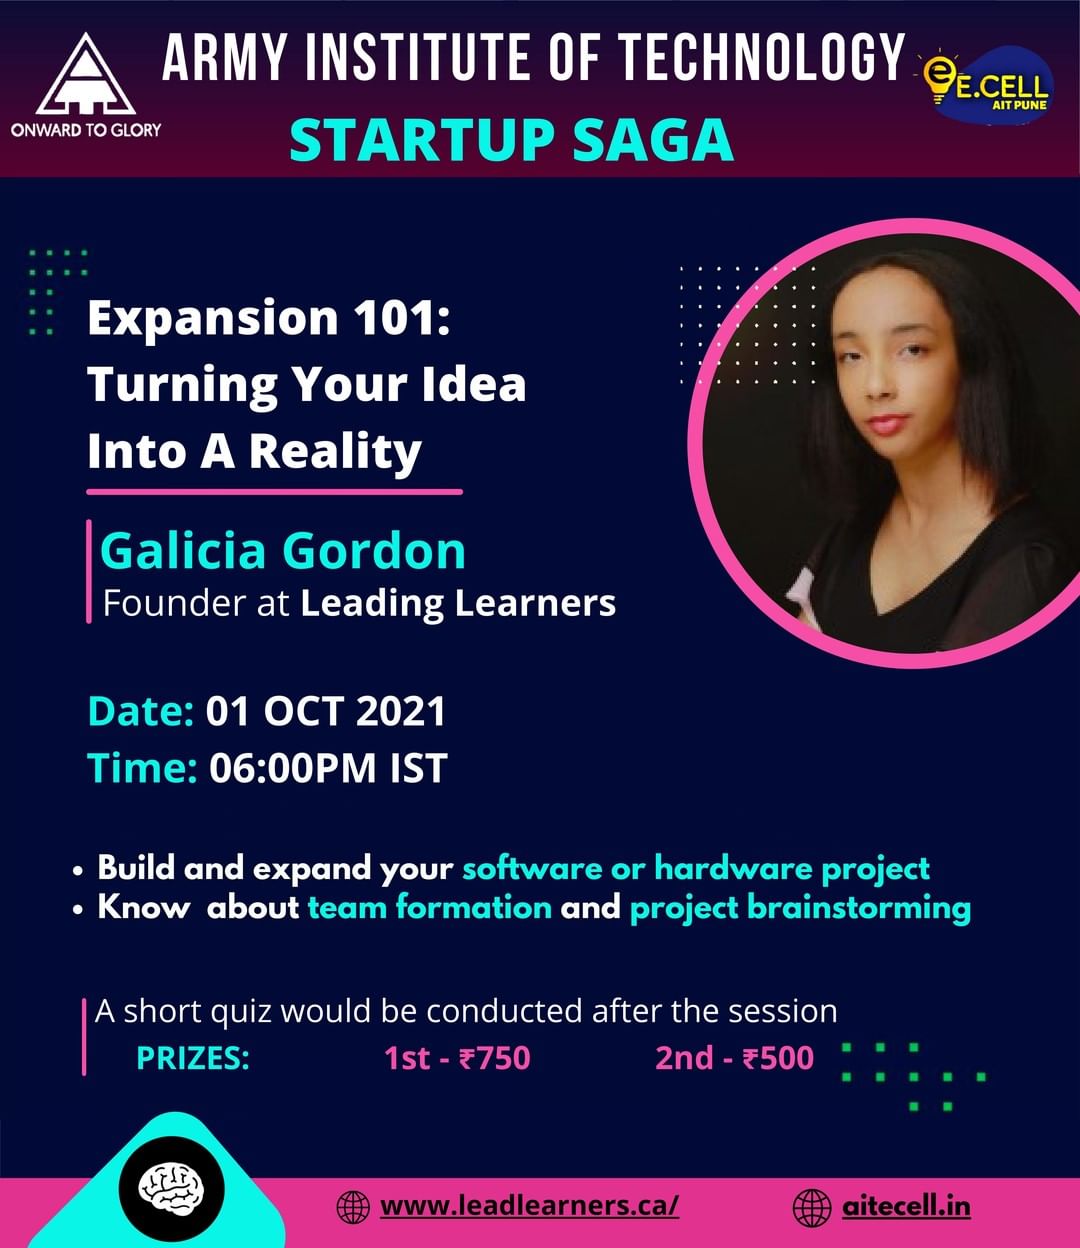 ARMY INSTITUTE OF TECHNOLOGY
ONWARD TO GLORY
e E.CELL
AIT PUNE
STARTUP SAGA
Expansion 101:
Turning Your Idea
Into A Reality
Galicia Gordon
Founder at Leading Learners
Date: 01 OCT 2021
Time: 06:00PM IST
• Build and expand your software or hardware project
• Know about team formation and project brainstorming
A short quiz would be conducted after the session
PRIZES: 1st - ₹750 2nd - ₹500
www.leadlearners.ca/ aitecell.in